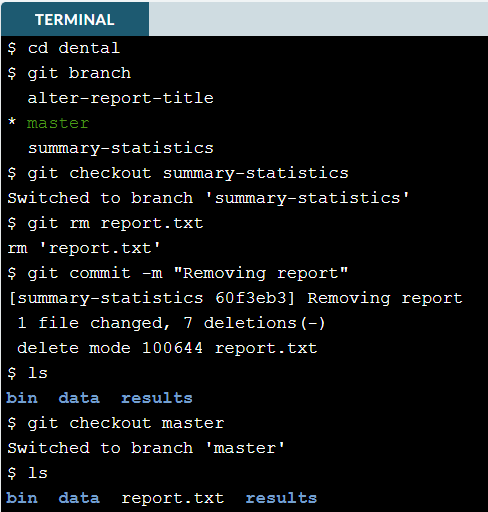 TERMINAL
$ cd dental
$ git branch
  alter-report-title
* master
  summary-statistics
$ git checkout summary-statistics
Switched to branch 'summary-statistics'
$ git rm report.txt
rm 'report.txt'
$ git commit -m "Removing report"
[summary-statistics 60f3eb3] Removing report
 1 file changed, 7 deletions(-)
 delete mode 100644 report.txt
$ ls
bin  data  results
$ git checkout master
Switched to branch 'master'
$ ls
bin  data  report.txt  results